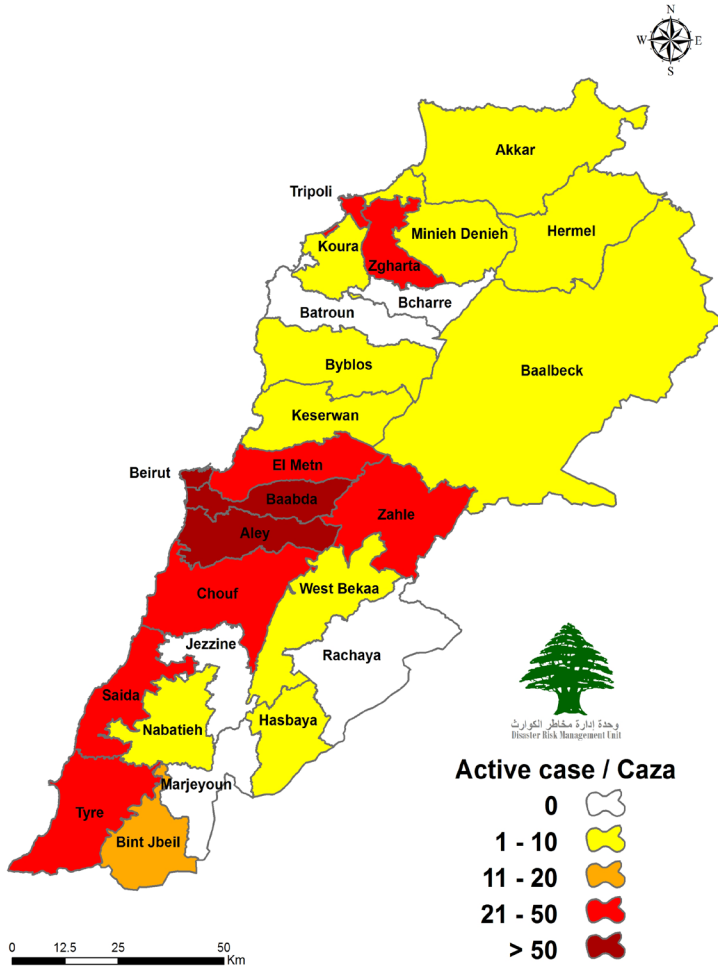 N
W
E
S
Akkar
Tripoli
Minieh Denieh
Hermel
Koura
Zgharta
Bcharre
Batroun
Byblos
Baalbeck
Keserwan
El Metn
Beirut
Baabda
Zahle
Aley
Chouf
West Bekaa
Jezzine
Rachaya
Saida
Hasbaya
Nabatieh
Marjeyoun
Tyre
Bint Jbeil
وحدة إدارة مخاطر الكوارث
Disaster Risk Management Unit
Active case / Caza
0
1 - 10
11 - 20
21 - 50
> 50
0 12.5 25 50
Km